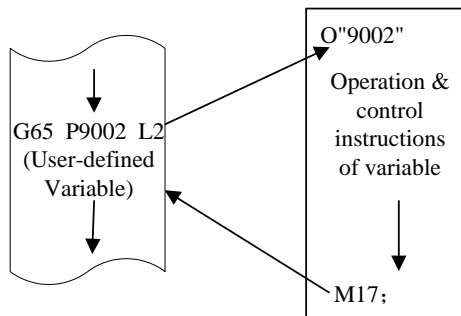 G65 P9002 L2
(User-defined
Variable)
O"9002"
Operation &
control
instructions
of variable
M17；